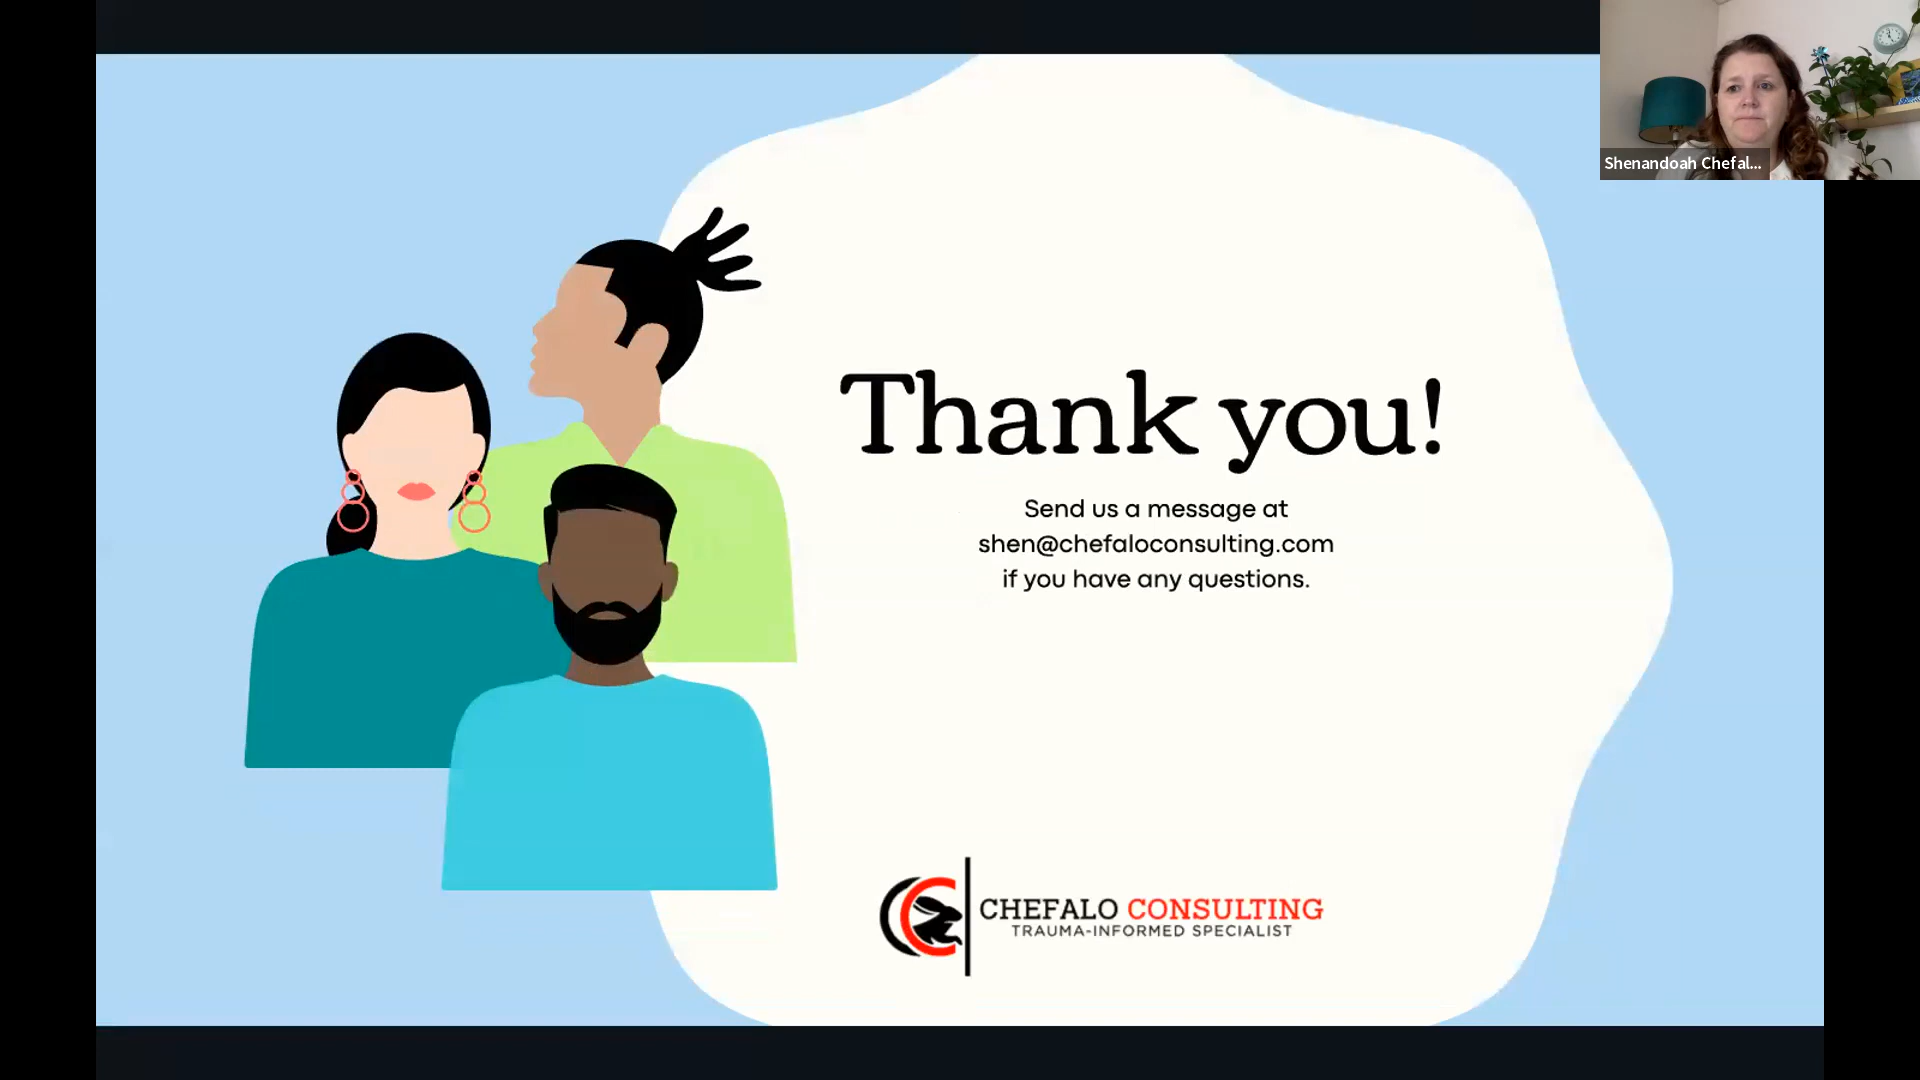 Shenandoah Chefal...
Thank you!
Send us a message at
shen@chefaloconsulting.com
if you have any questions.
CHEFALO CONSULTING
TRAUMA-INFORMED SPECIALIST